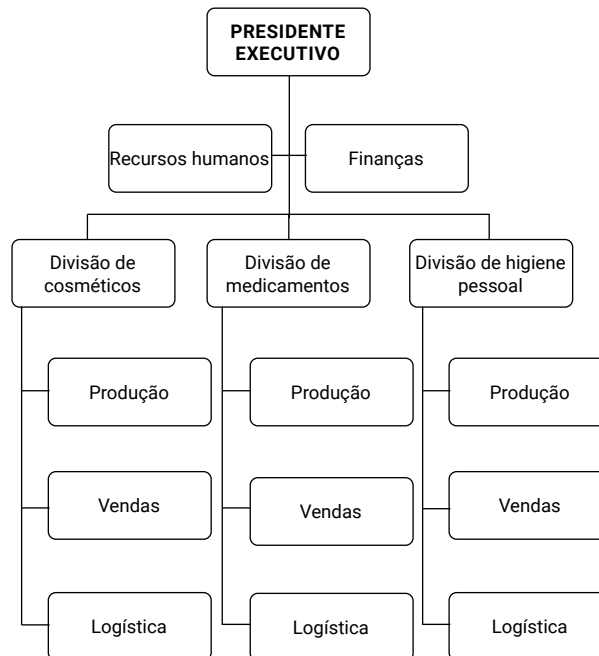 PRESIDENTE
EXECUTIVO
Recursos humanos
Finanças
Divisão de
cosméticos
Divisão de
medicamentos
Divisão de higiene
pessoal
Produção
Produção
Produção
Vendas
Vendas
Vendas
Logística
Logística
Logística